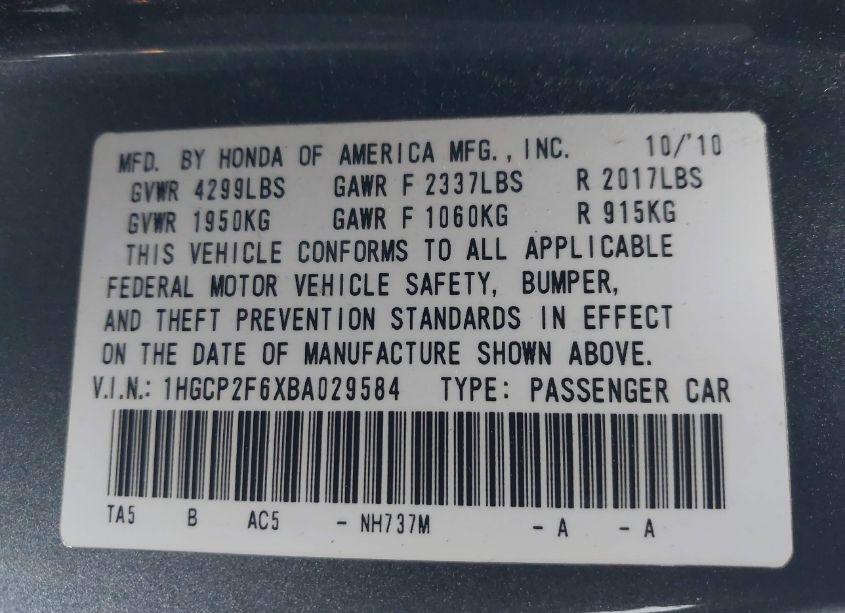 MFD. BY HONDA OF AMERICA MFG., INC. 10/'10
GVWR 4299LBS GAWR F 2337LBS R 2017LBS
GVWR 1950KG GAWR F 1060KG R 915KG
THIS VEHICLE CONFORMS TO ALL APPLICABLE
FEDERAL MOTOR VEHICLE SAFETY, BUMPER,
AND THEFT PREVENTION STANDARDS IN EFFECT
ON THE DATE OF MANUFACTURE SHOWN ABOVE.
V.I.N.: 1HGCP2F6XBA029584 TYPE: PASSENGER CAR
TA5 B AC5 - NH737M - A - A